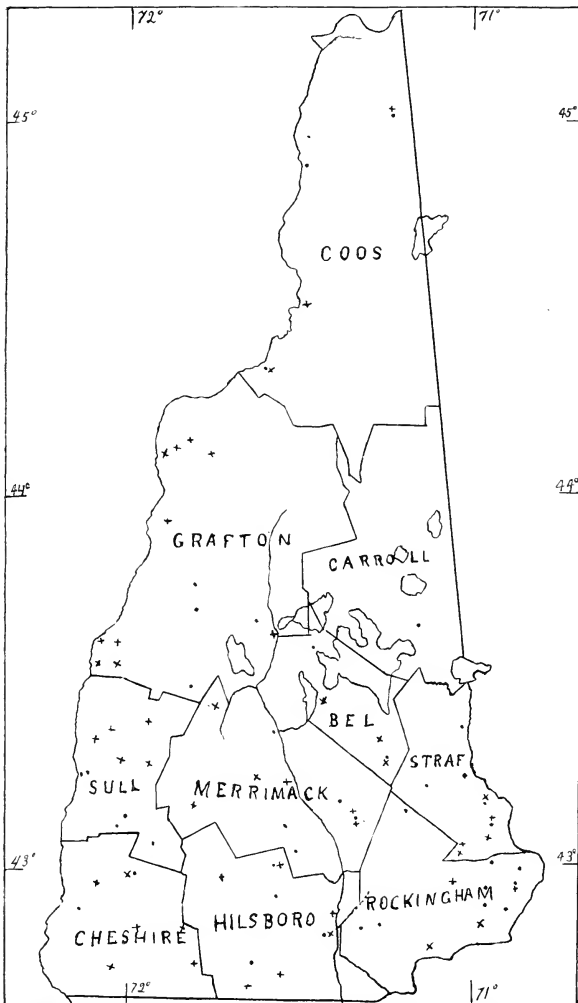 72° 71°
45° 45°
COOS
44° 44°
GRAFTON
CARROLL
BEL
STRAF
SULL
MERRIMACK
43° 43°
ROCKINGHAM
HILSBORO
CHESHIRE
72° 71°